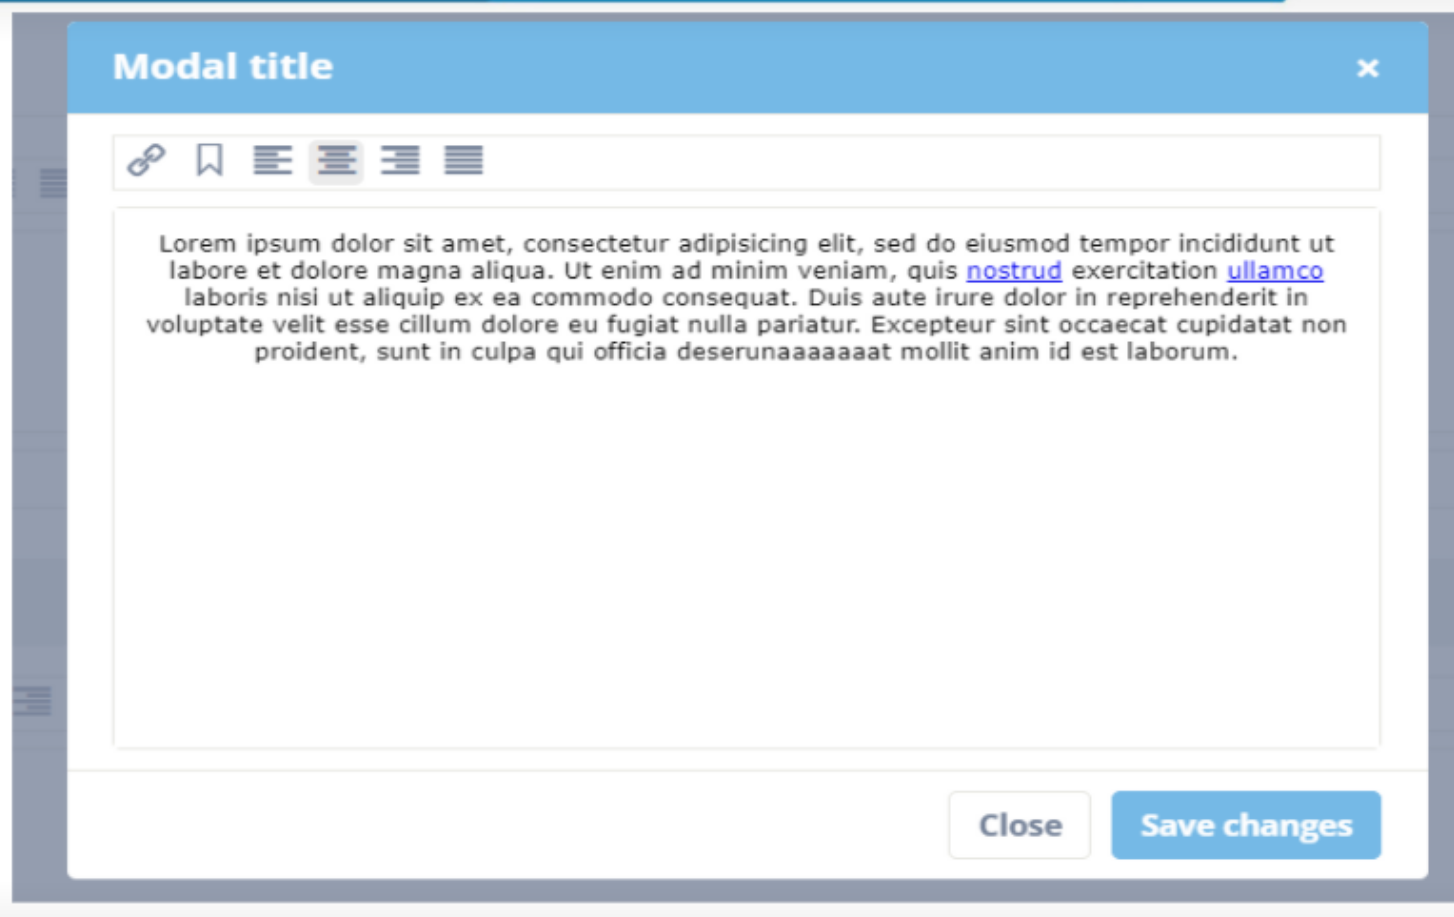 Modal title
Lorem ipsum dolor sit amet, consectetur adipisicing elit, sed do eiusmod tempor incididunt ut
labore et dolore magna aliqua. Ut enim ad minim veniam, quis nostrud exercitation ullamco
laboris nisi ut aliquip ex ea commodo consequat. Duis aute irure dolor in reprehenderit in
voluptate velit esse cillum dolore eu fugiat nulla pariatur. Excepteur sint occaecat cupidatat non
proident, sunt in culpa qui officia deserunaaaaaaat mollit anim id est laborum.
Close
Save changes